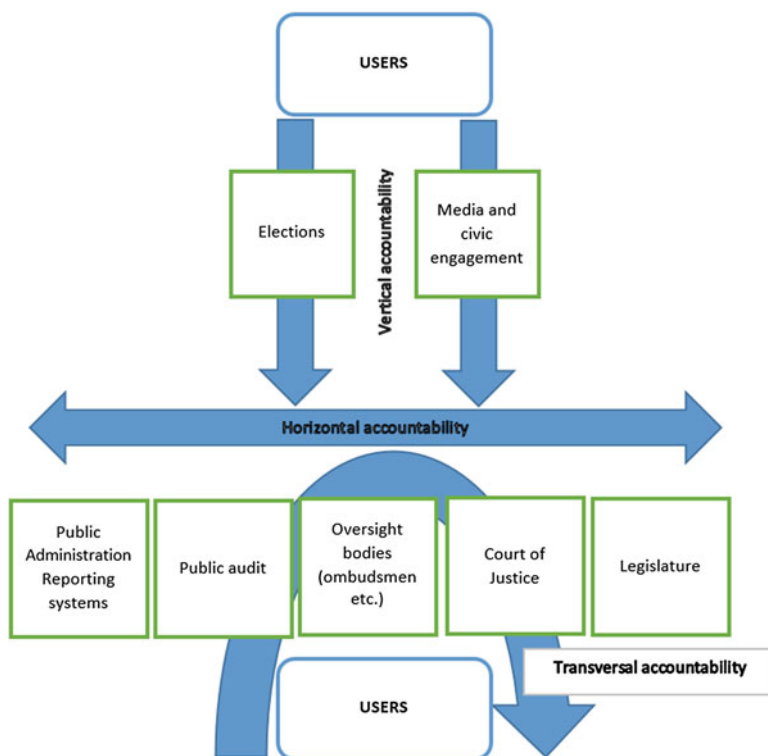 USERS
Elections
Vertical accountability
Media and
civic
engagement
Horizontal accountability
Public
Administration
Reporting
systems
Public audit
Oversight
bodies
(ombudsmen
etc.)
Court of
Justice
Legislature
Transversal accountability
USERS